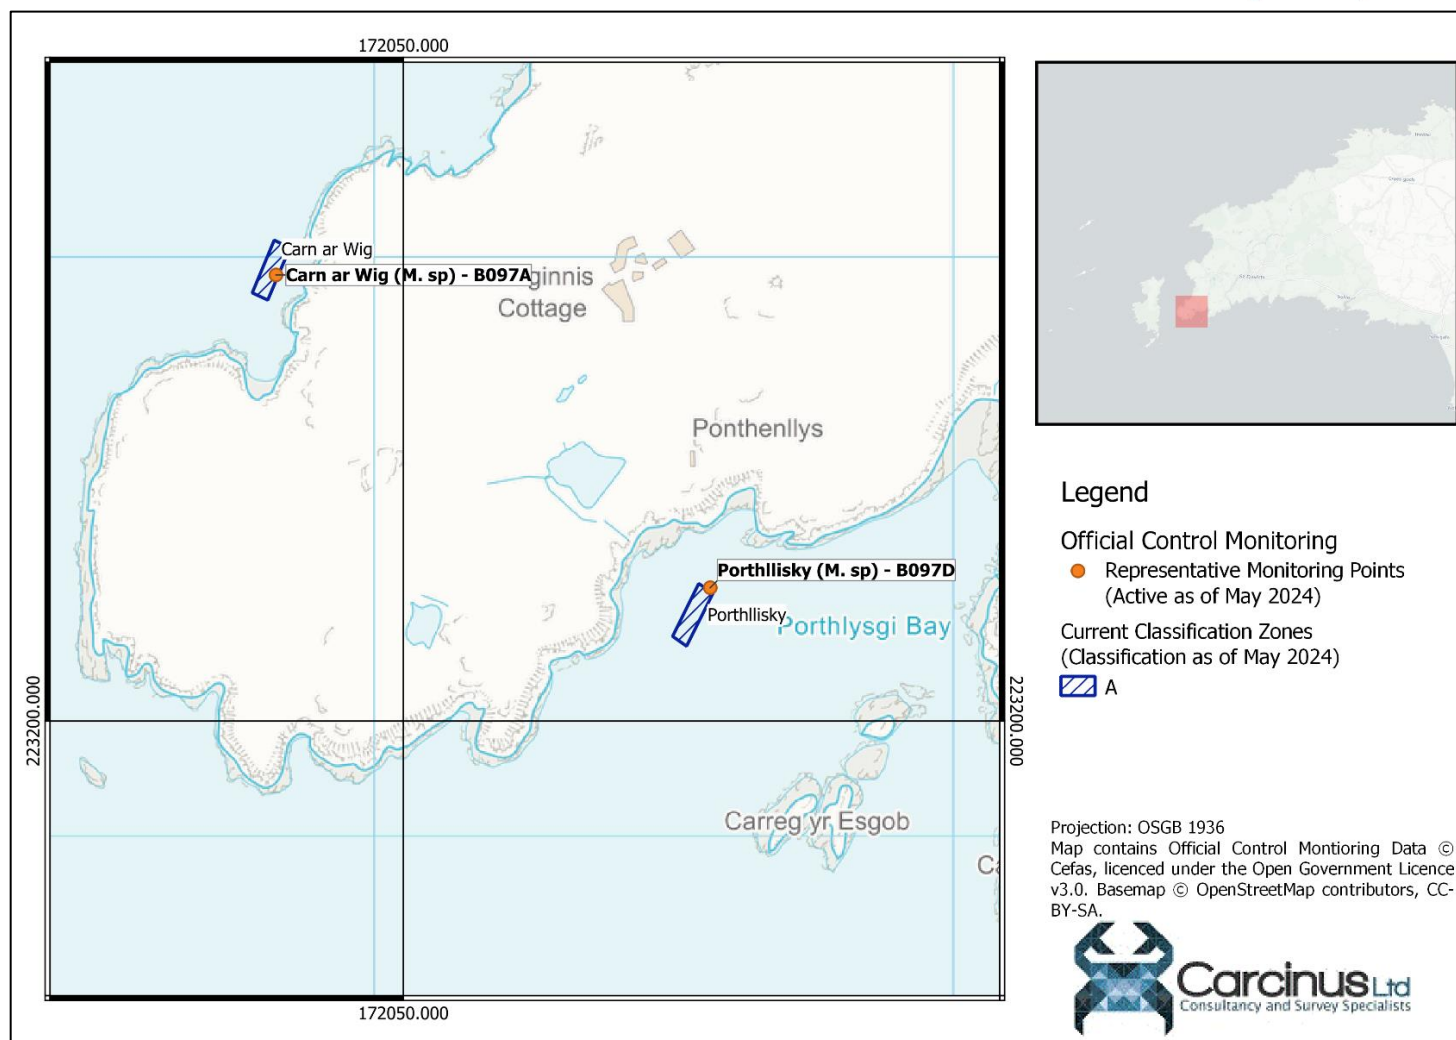 172050.000
Carn ar Wig
Carn ar Wig (M. sp) - B097A
ginnis
Cottage
Ponthenllys
Porthllisky (M. sp) - B097D
Porthllisky
Porthlysgi Bay
223200.000
223200.000
Carreg yr Esgob
Ca
172050.000
Legend
Official Control Monitoring
Representative Monitoring Points
(Active as of May 2024)
Current Classification Zones
(Classification as of May 2024)
A
Projection: OSGB 1936
Map contains Official Control Montioring Data ©
Cefas, licenced under the Open Government Licence
v3.0. Basemap © OpenStreetMap contributors, CC-
BY-SA.
Carcinus Ltd
Consultancy and Survey Specialists